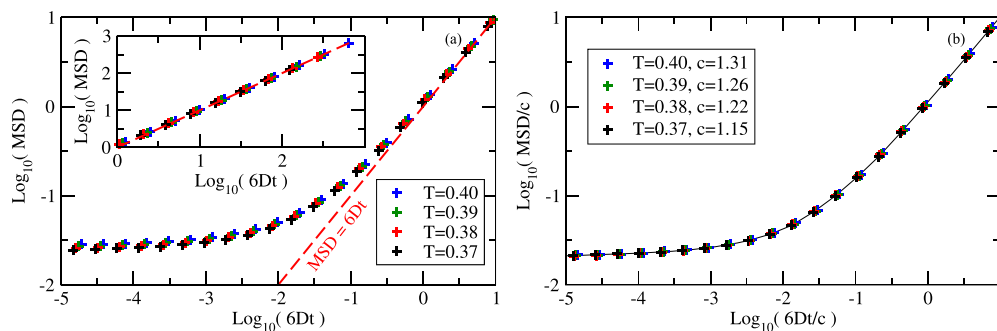 1
0
-1
-2
Log10( MSD)
-5
-4
-3
-2
-1
0
1
Log10( 6Dt)
(a)
3
2
1
0
Log10( MSD)
0
1
2
Log10( 6Dt)
MSD = 6Dt
T=0.40
T=0.39
T=0.38
T=0.37
1
0
-1
-2
Log10( MSD/c)
-5
-4
-3
-2
-1
0
1
Log10( 6Dt/c)
(b)
T=0.40, c=1.31
T=0.39, c=1.26
T=0.38, c=1.22
T=0.37, c=1.15